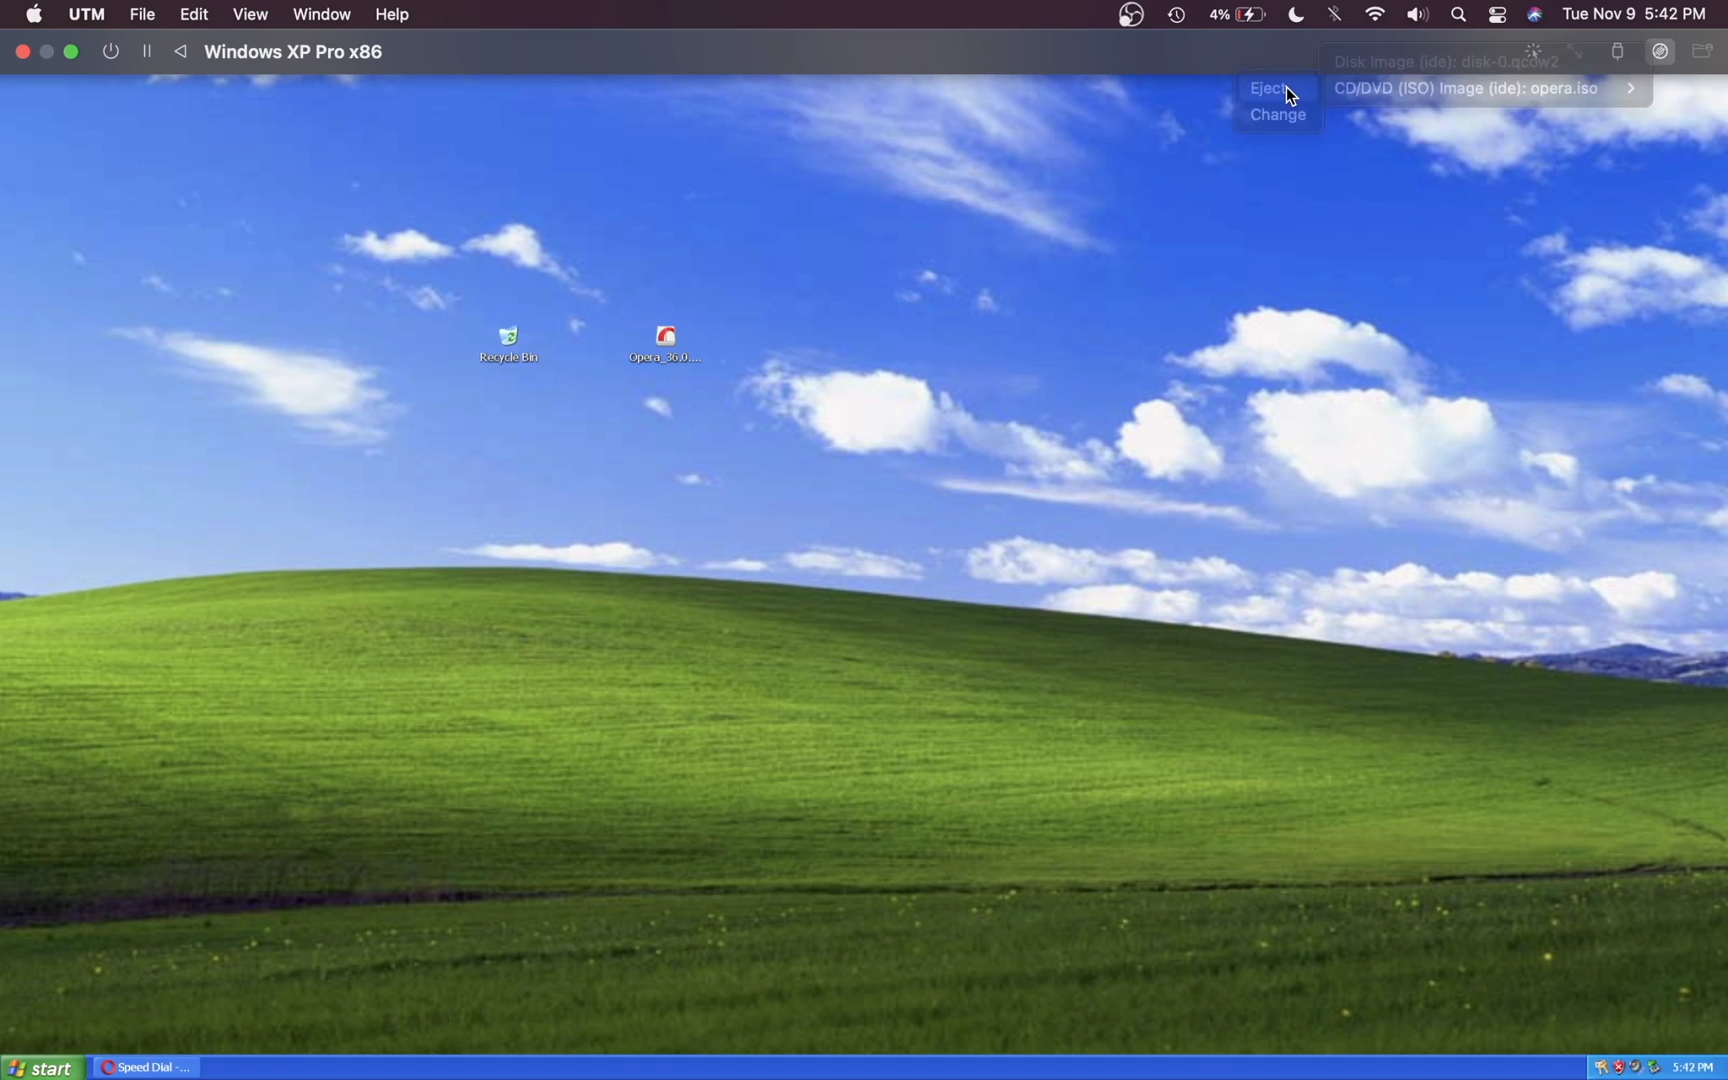 UTM File Edit View Window Help 4% Tue Nov 9 5:42 PM
Windows XP Pro x86
Disk Image (ide): disk-0.qcow2
Eject CD/DVD (ISO) Image (ide): opera.iso
Change
Recycle Bin Opera_36.0....
start Speed Dial -... 5:42 PM